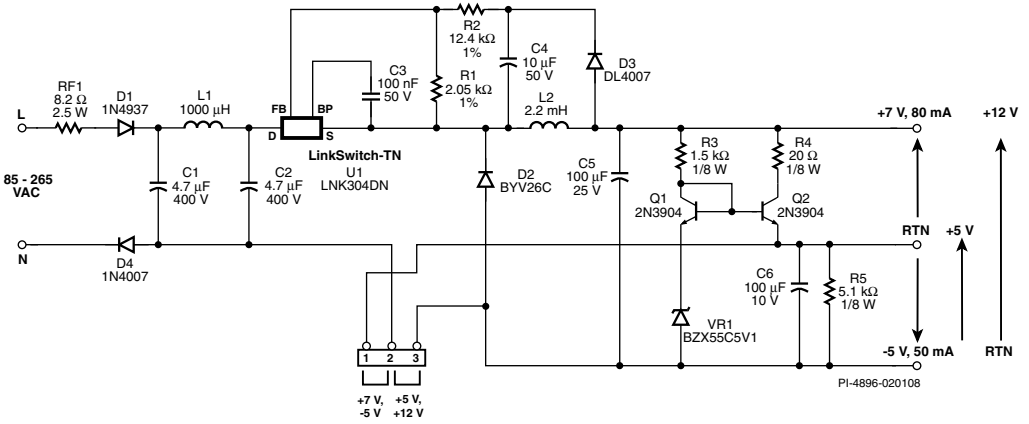 R2
12.4 kΩ
1%
C4
10 µF
50 V
D3
DL4007
C3
100 nF
50 V
R1
2.05 kΩ
1%
RF1
8.2 Ω
2.5 W
D1
1N4937
L1
1000 µH
FB
BP
D
S
L2
2.2 mH
L
+7 V, 80 mA
+12 V
LinkSwitch-TN
U1
LNK304DN
C1
4.7 µF
400 V
C2
4.7 µF
400 V
85 - 265
VAC
D2
BYV26C
C5
100 µF
25 V
R3
1.5 kΩ
1/8 W
R4
20 Ω
1/8 W
Q1
2N3904
Q2
2N3904
RTN
+5 V
N
D4
1N4007
C6
100 µF
10 V
R5
5.1 kΩ
1/8 W
VR1
BZX55C5V1
-5 V, 50 mA
RTN
1 2 3
PI-4896-020108
+7 V,
-5 V
+5 V,
+12 V